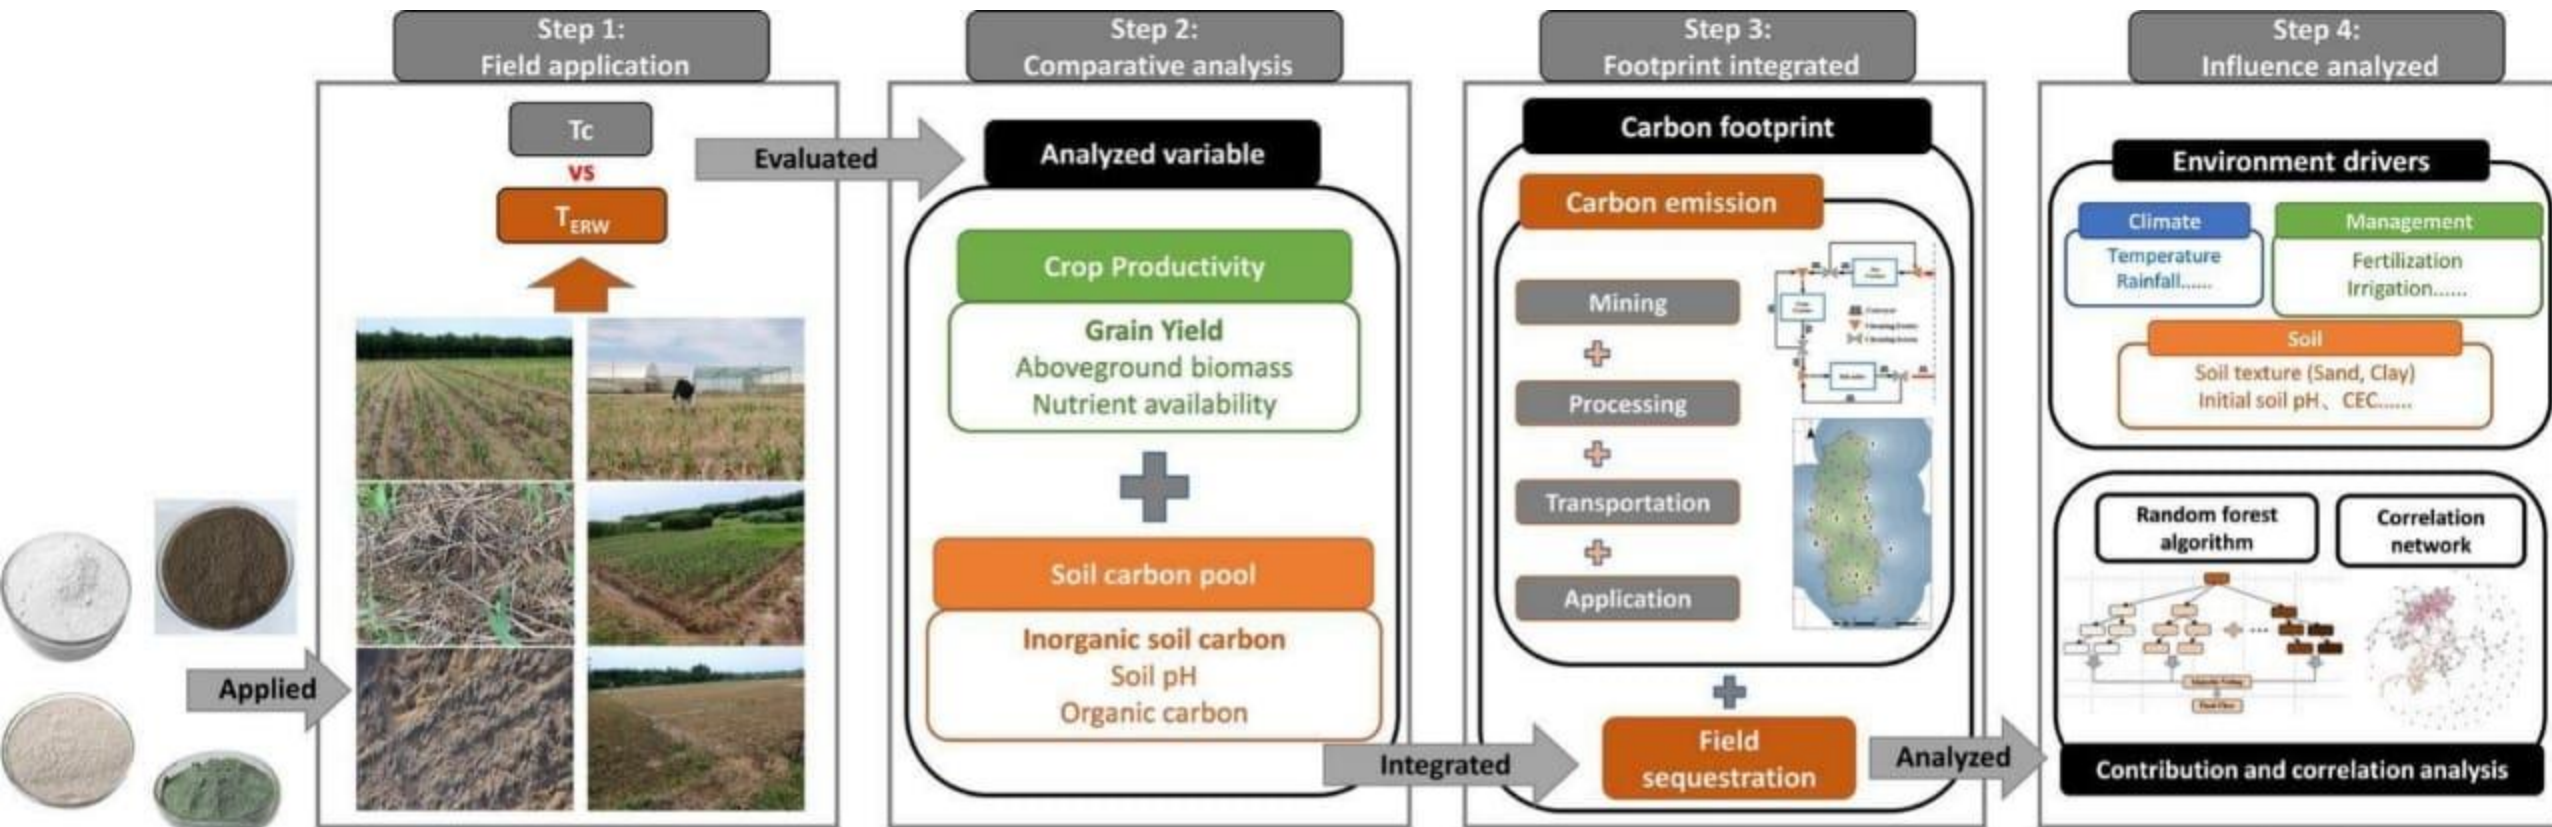 Step 1:
Field application
Tc
vs
TERW
Applied
Evaluated
Step 2:
Comparative analysis
Analyzed variable
Crop Productivity
Grain Yield
Aboveground biomass
Nutrient availability
Soil carbon pool
Inorganic soil carbon
Soil pH
Organic carbon
Integrated
Step 3:
Footprint integrated
Carbon footprint
Carbon emission
Mining
Processing
Transportation
Application
Field
sequestration
Analyzed
Step 4:
Influence analyzed
Environment drivers
Climate
Temperature
Rainfall......
Management
Fertilization
Irrigation......
Soil
Soil texture (Sand, Clay)
Initial soil pH、CEC......
Random forest
algorithm
Correlation
network
Contribution and correlation analysis